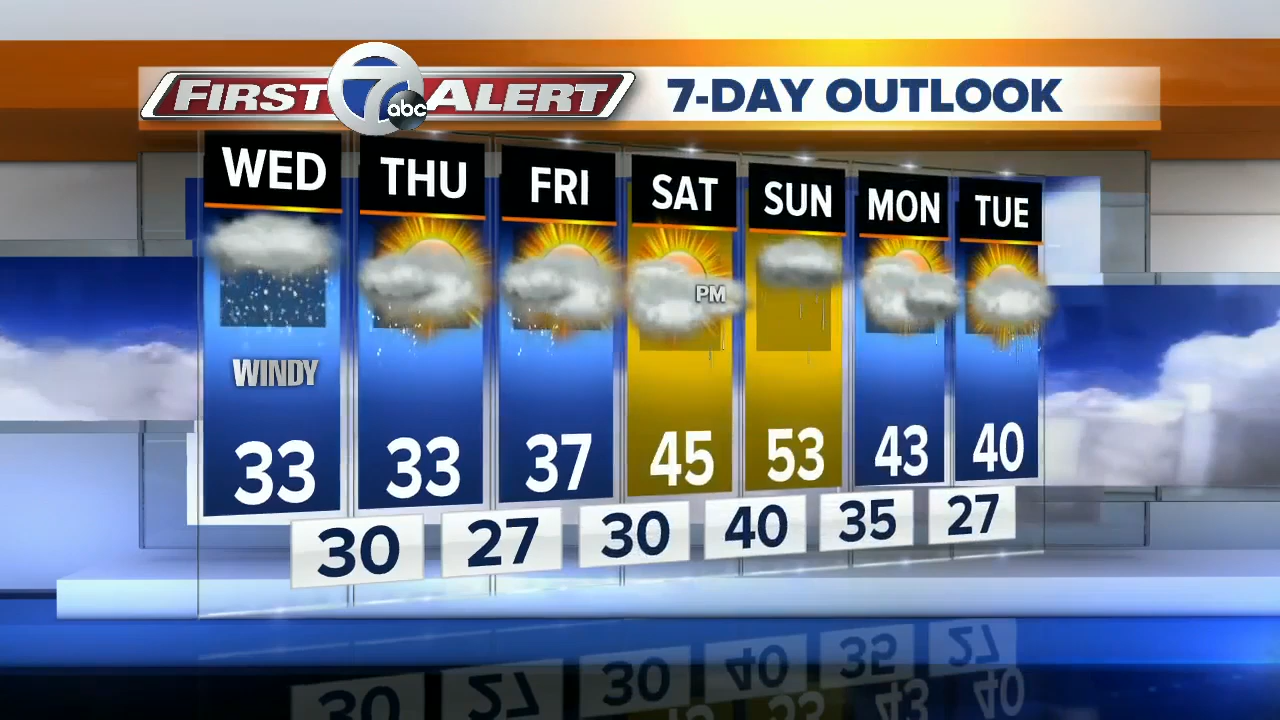 FIRST 7 abc ALERT 7-DAY OUTLOOK
WED THU FRI SAT SUN MON TUE
PM
WINDY
33 33 37 45 53 43 40
30 27 30 40 35 27